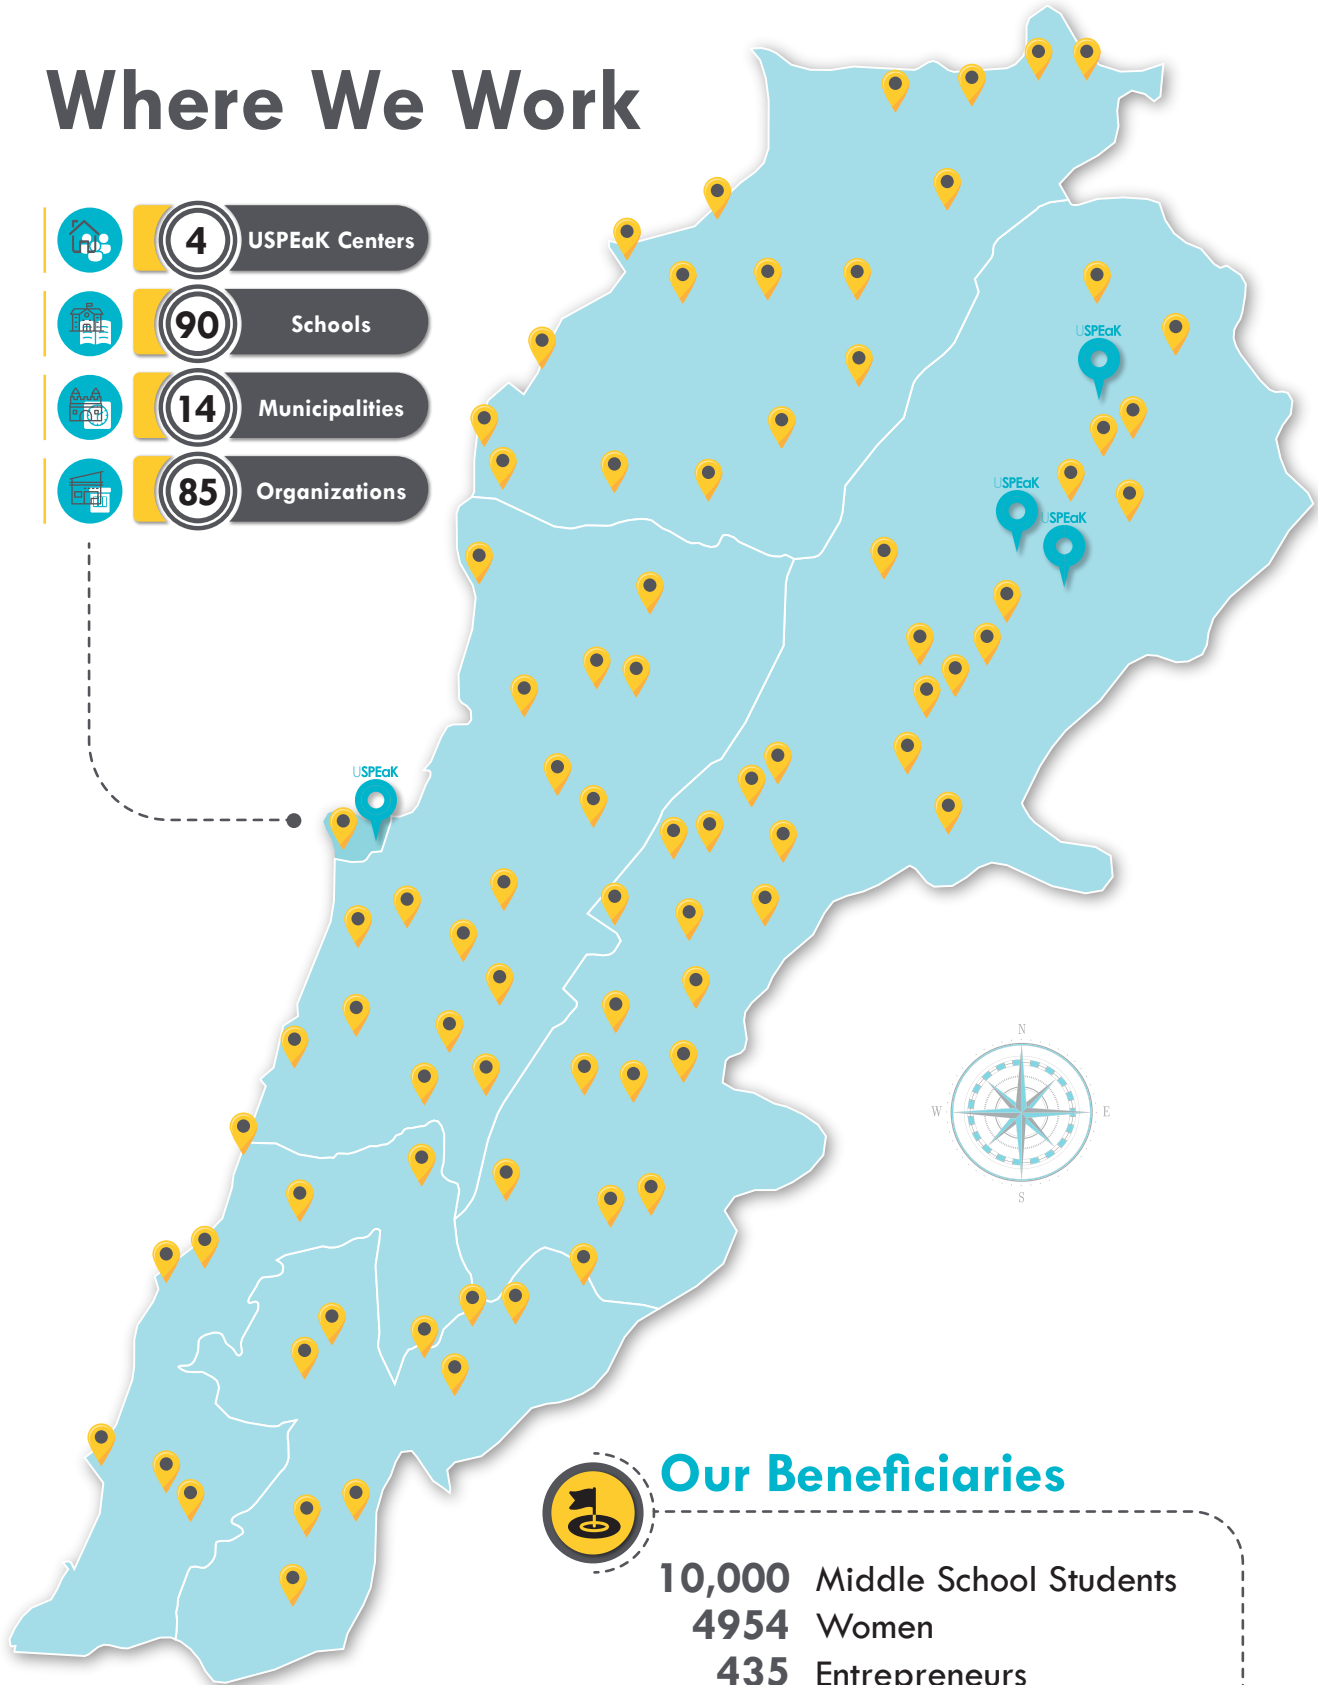 Where We Work
4 USPEaK Centers
90 Schools
14 Municipalities
85 Organizations
USPEaK
USPEaK
USPEaK
USPEaK
N
W
E
S
Our Beneficiaries
10,000 Middle School Students
4954 Women
435 Entrepreneurs